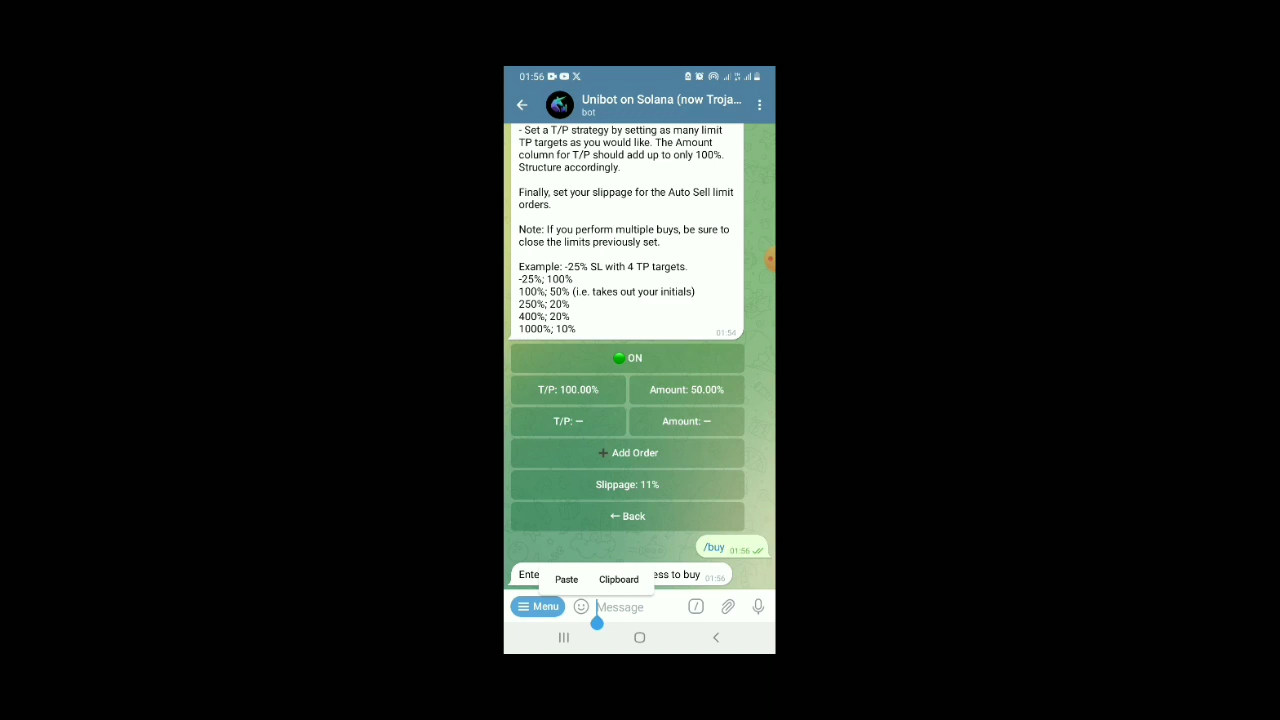 01:56
Unibot on Solana (now Troja...
bot
- Set a T/P strategy by setting as many limit
TP targets as you would like. The Amount
column for T/P should add up to only 100%.
Structure accordingly.
Finally, set your slippage for the Auto Sell limit
orders.
Note: If you perform multiple buys, be sure to
close the limits previously set.
Example: -25% SL with 4 TP targets.
-25%; 100%
100%; 50% (i.e. takes out your initials)
250%; 20%
400%; 20%
1000%; 10%
01:54
ON
T/P: 100.00% Amount: 50.00%
T/P: — Amount: —
+ Add Order
Slippage: 11%
← Back
/buy 01:56
Ente Paste Clipboard ess to buy 01:56
Menu Message